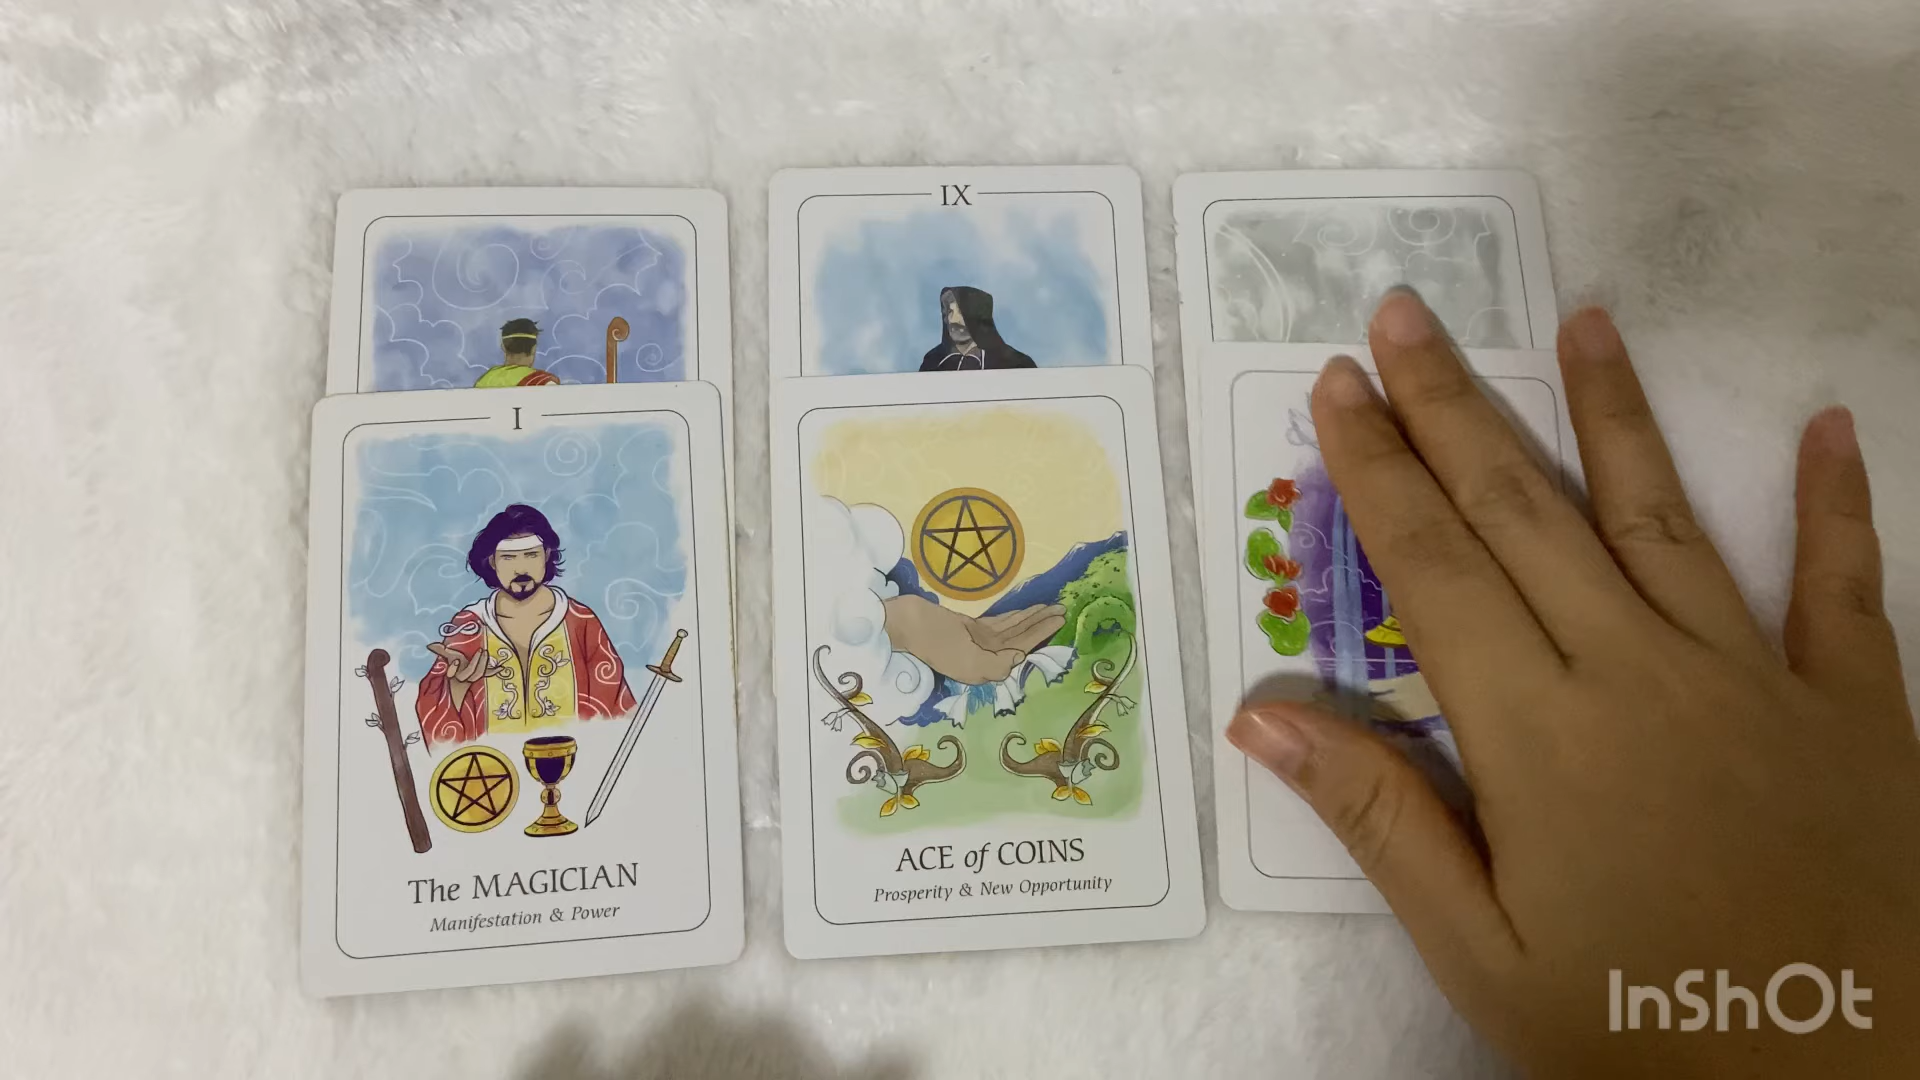 IX
I
The MAGICIAN
Manifestation & Power
ACE of COINS
Prosperity & New Opportunity
InShOt